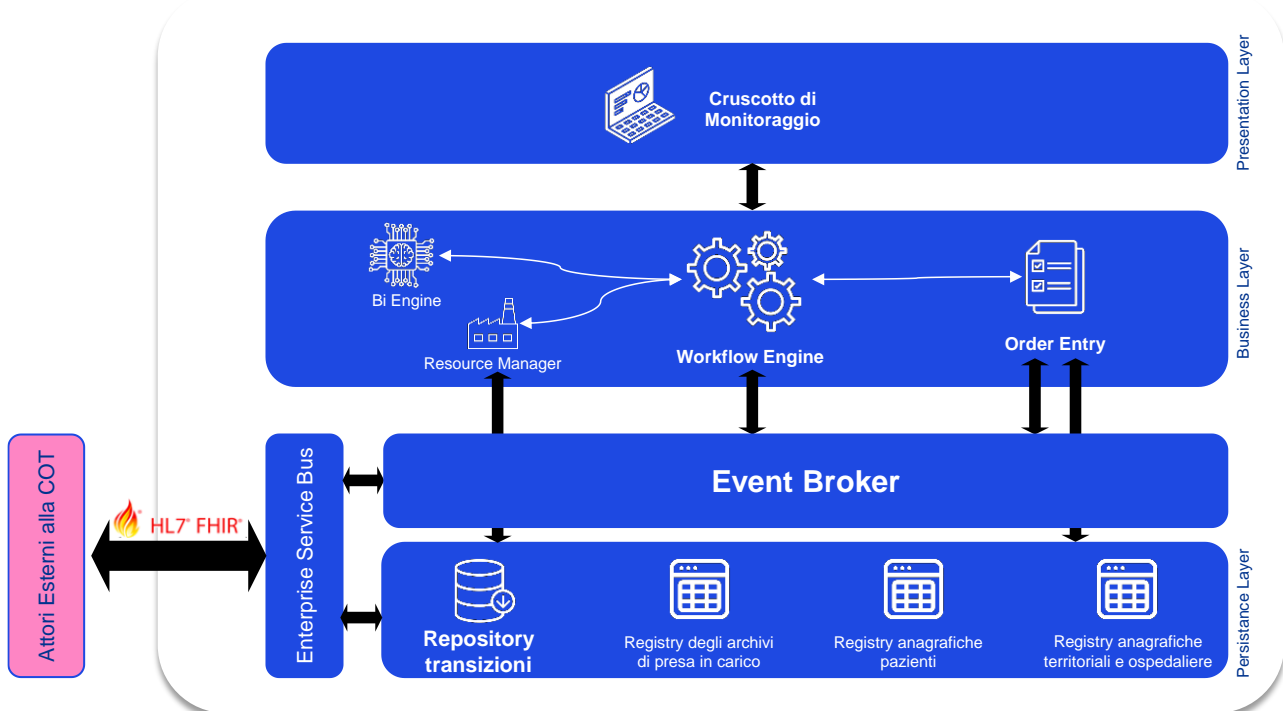 Cruscotto di
Monitoraggio
Presentation Layer
Bi Engine
Resource Manager
Workflow Engine
Order Entry
Business Layer
Attori Esterni alla COT
HL7® FHIR®
Enterprise Service Bus
Event Broker
Repository
transizioni
Registry degli archivi
di presa in carico
Registry anagrafiche
pazienti
Registry anagrafiche
territoriali e ospedaliere
Persistance Layer